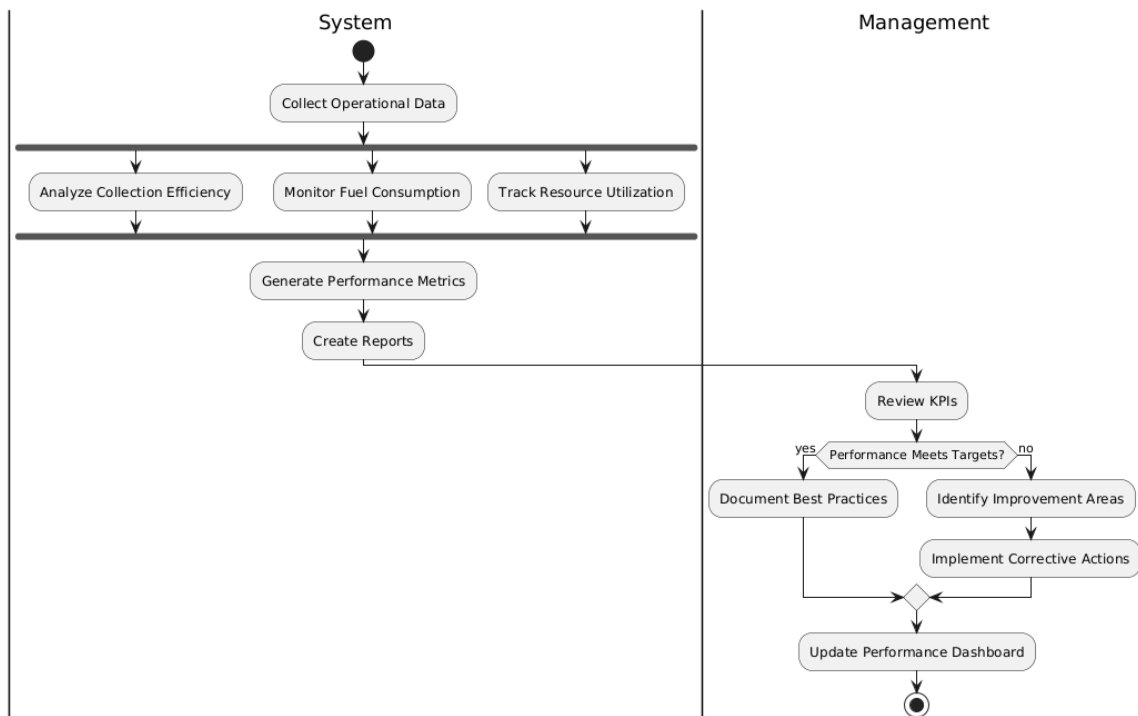 System
Management
Collect Operational Data
Analyze Collection Efficiency
Monitor Fuel Consumption
Track Resource Utilization
Generate Performance Metrics
Create Reports
Review KPIs
yes
Performance Meets Targets?
no
Document Best Practices
Identify Improvement Areas
Implement Corrective Actions
Update Performance Dashboard